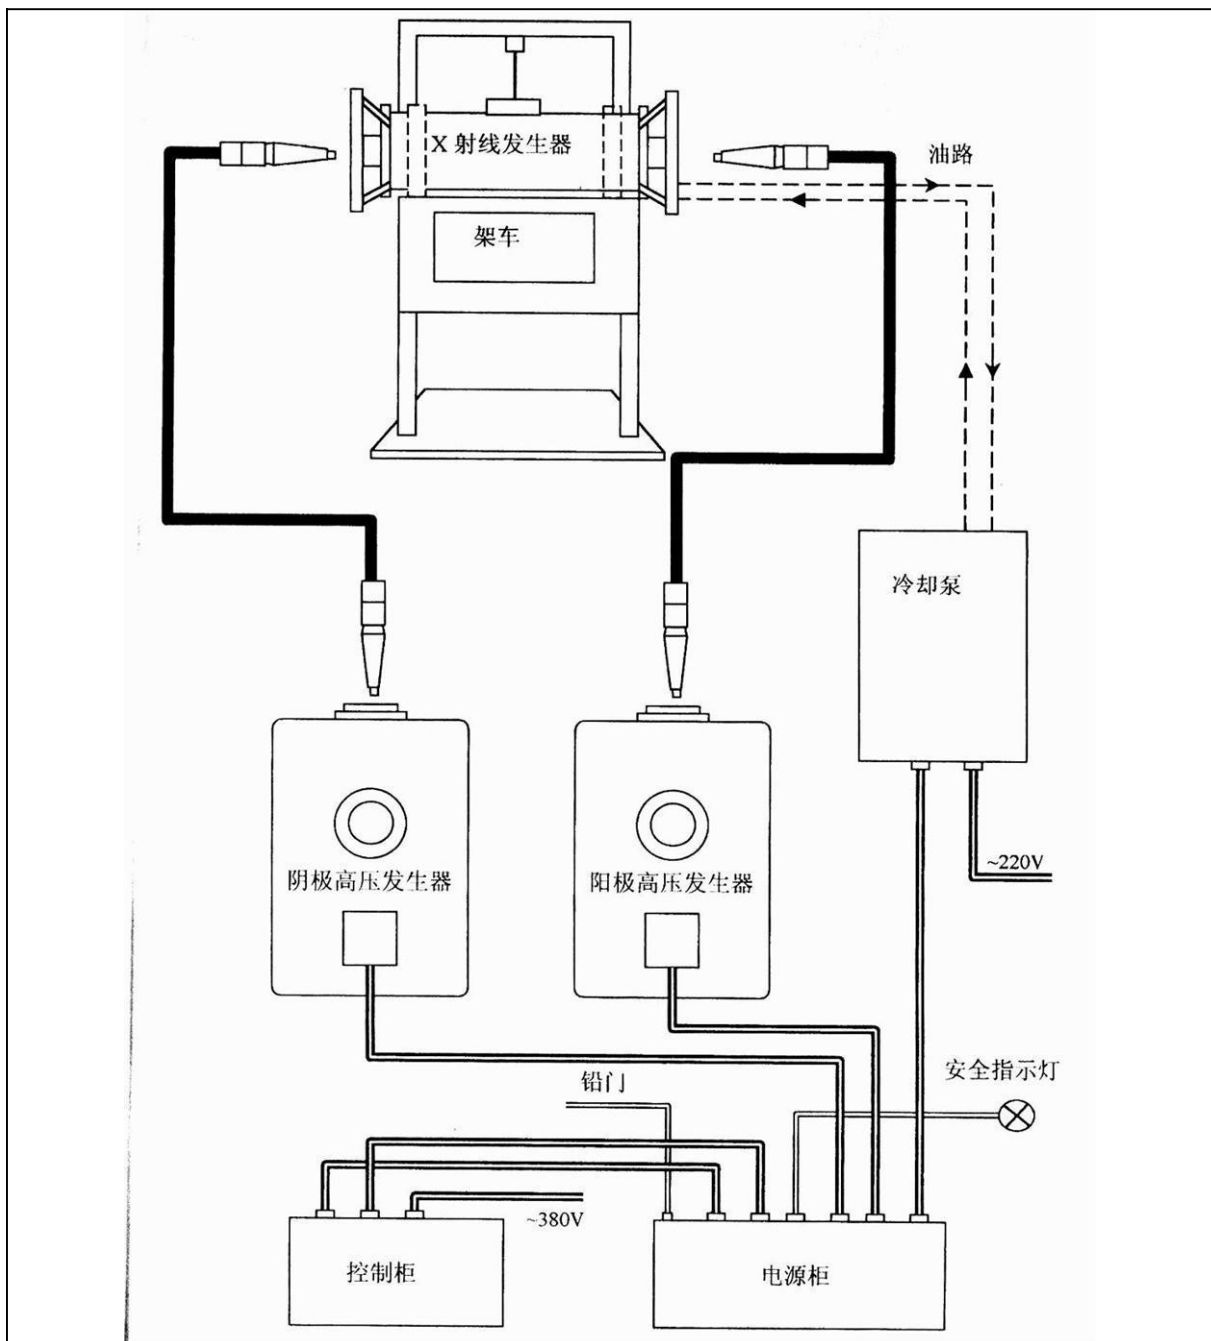 X 射线发生器
油路
架车
冷却泵
~220V
阴极高压发生器
阳极高压发生器
铅门
安全指示灯
~380V
控制柜
电源柜